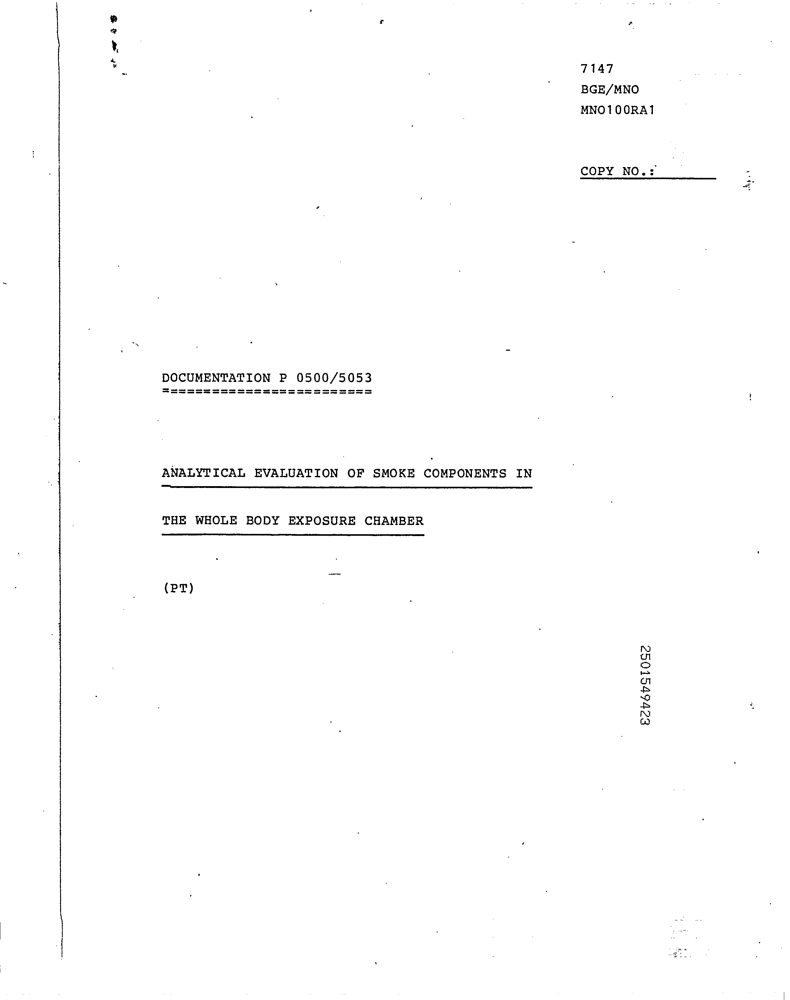 7147
BGE/MNO
MNO100RA1
COPY NO.:
DOCUMENTATION P 0500/5053
=========================
ANALYTICAL EVALUATION OF SMOKE COMPONENTS IN
THE WHOLE BODY EXPOSURE CHAMBER
(PT)
2501549423